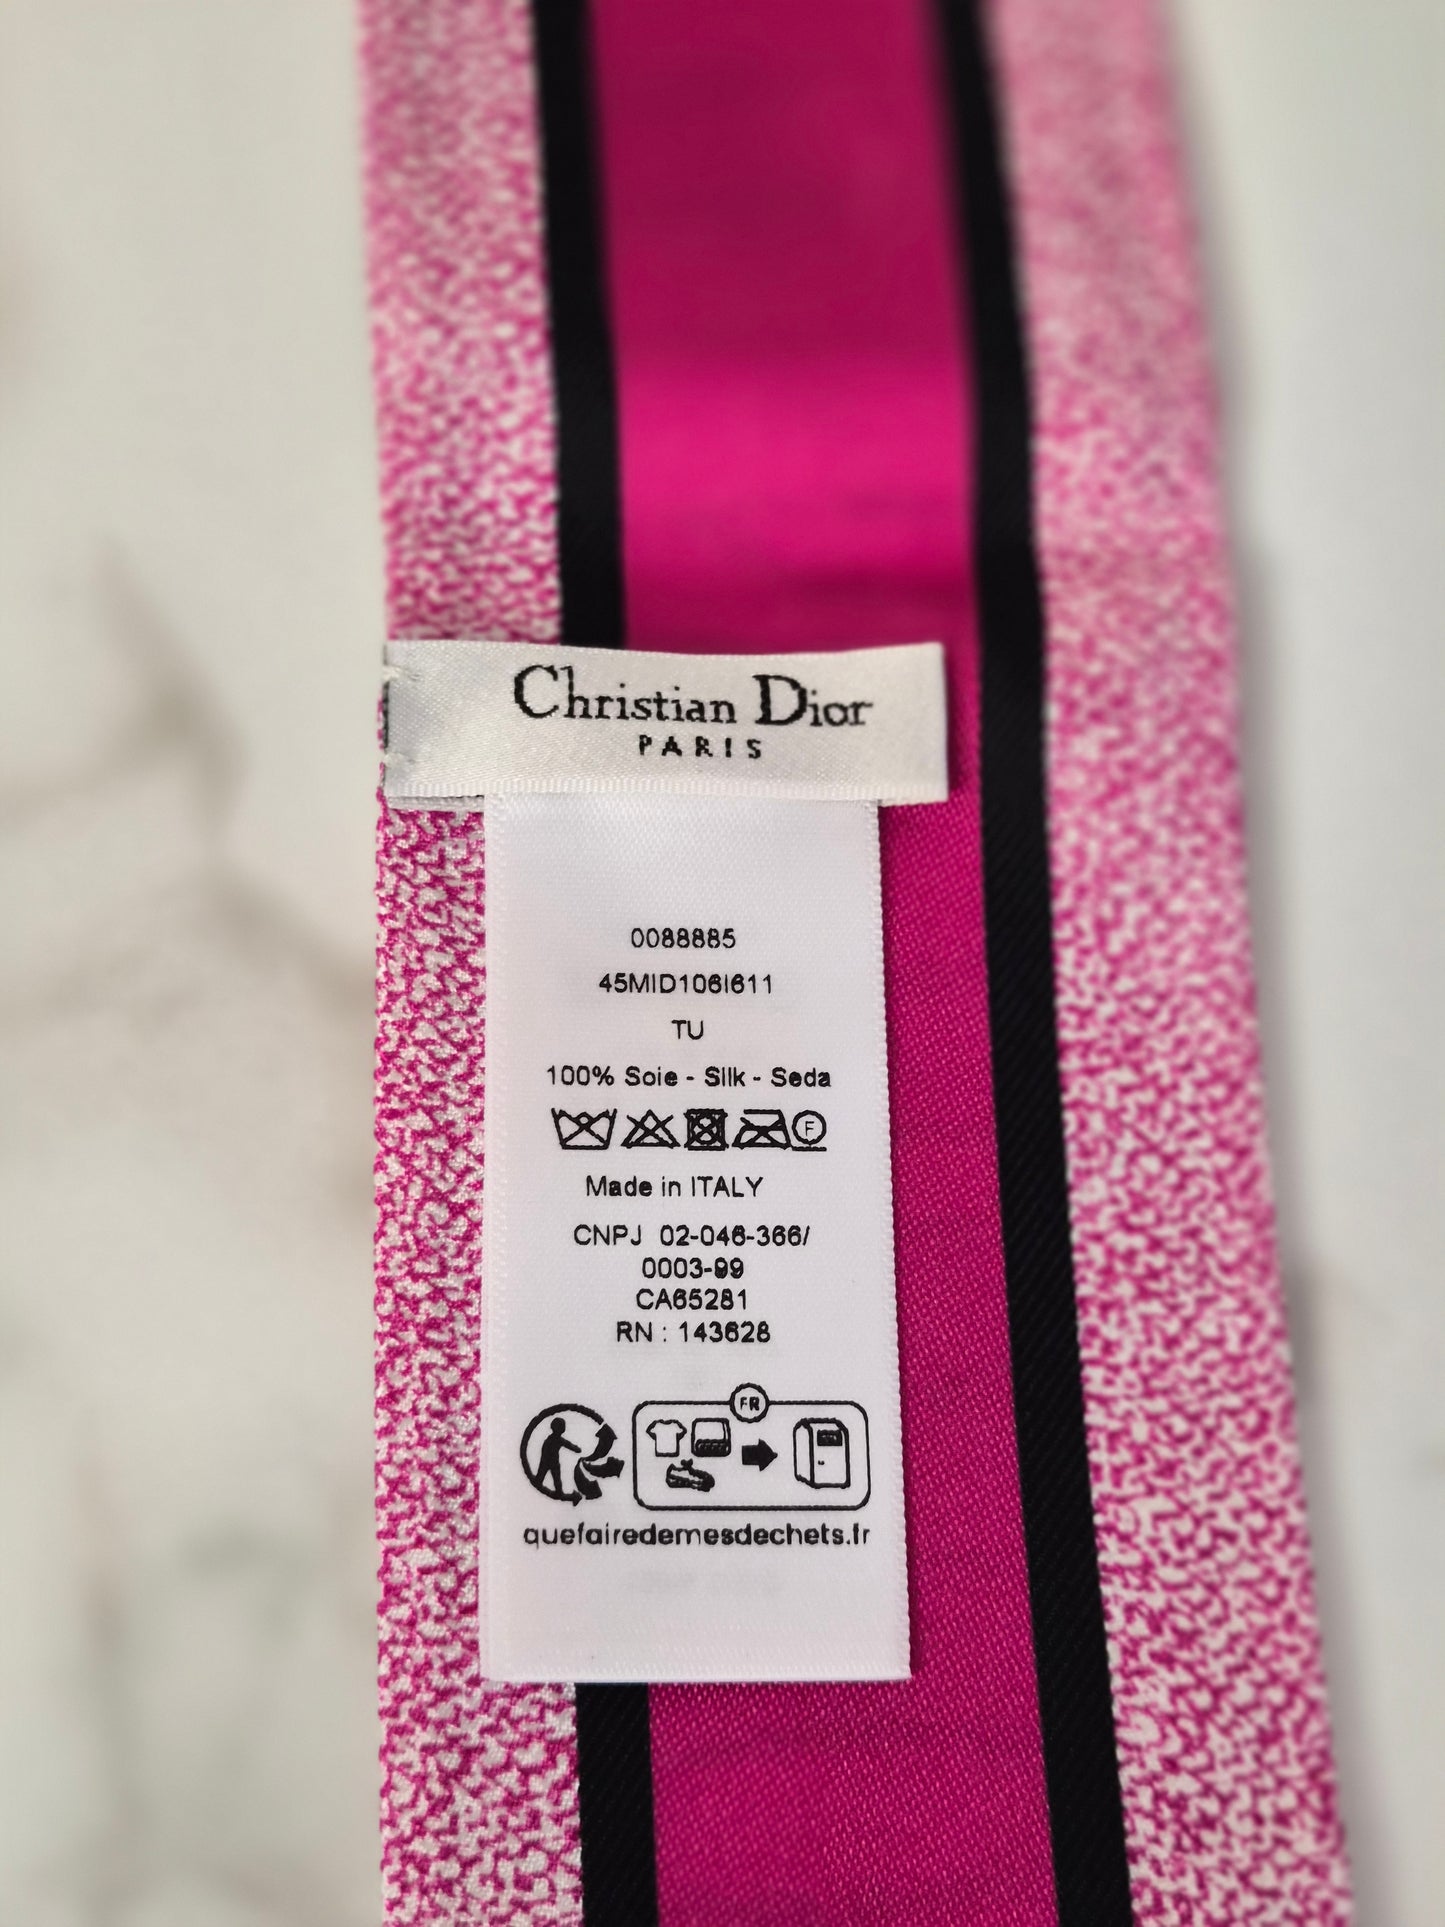 Christian Dior
PARIS
0088885
45MID106I611
TU
100% Soie - Silk - Seda
F
Made in ITALY
CNPJ 02-046-366/
0003-99
CA65281
RN : 143628
FR
quefairedemesdechets.fr